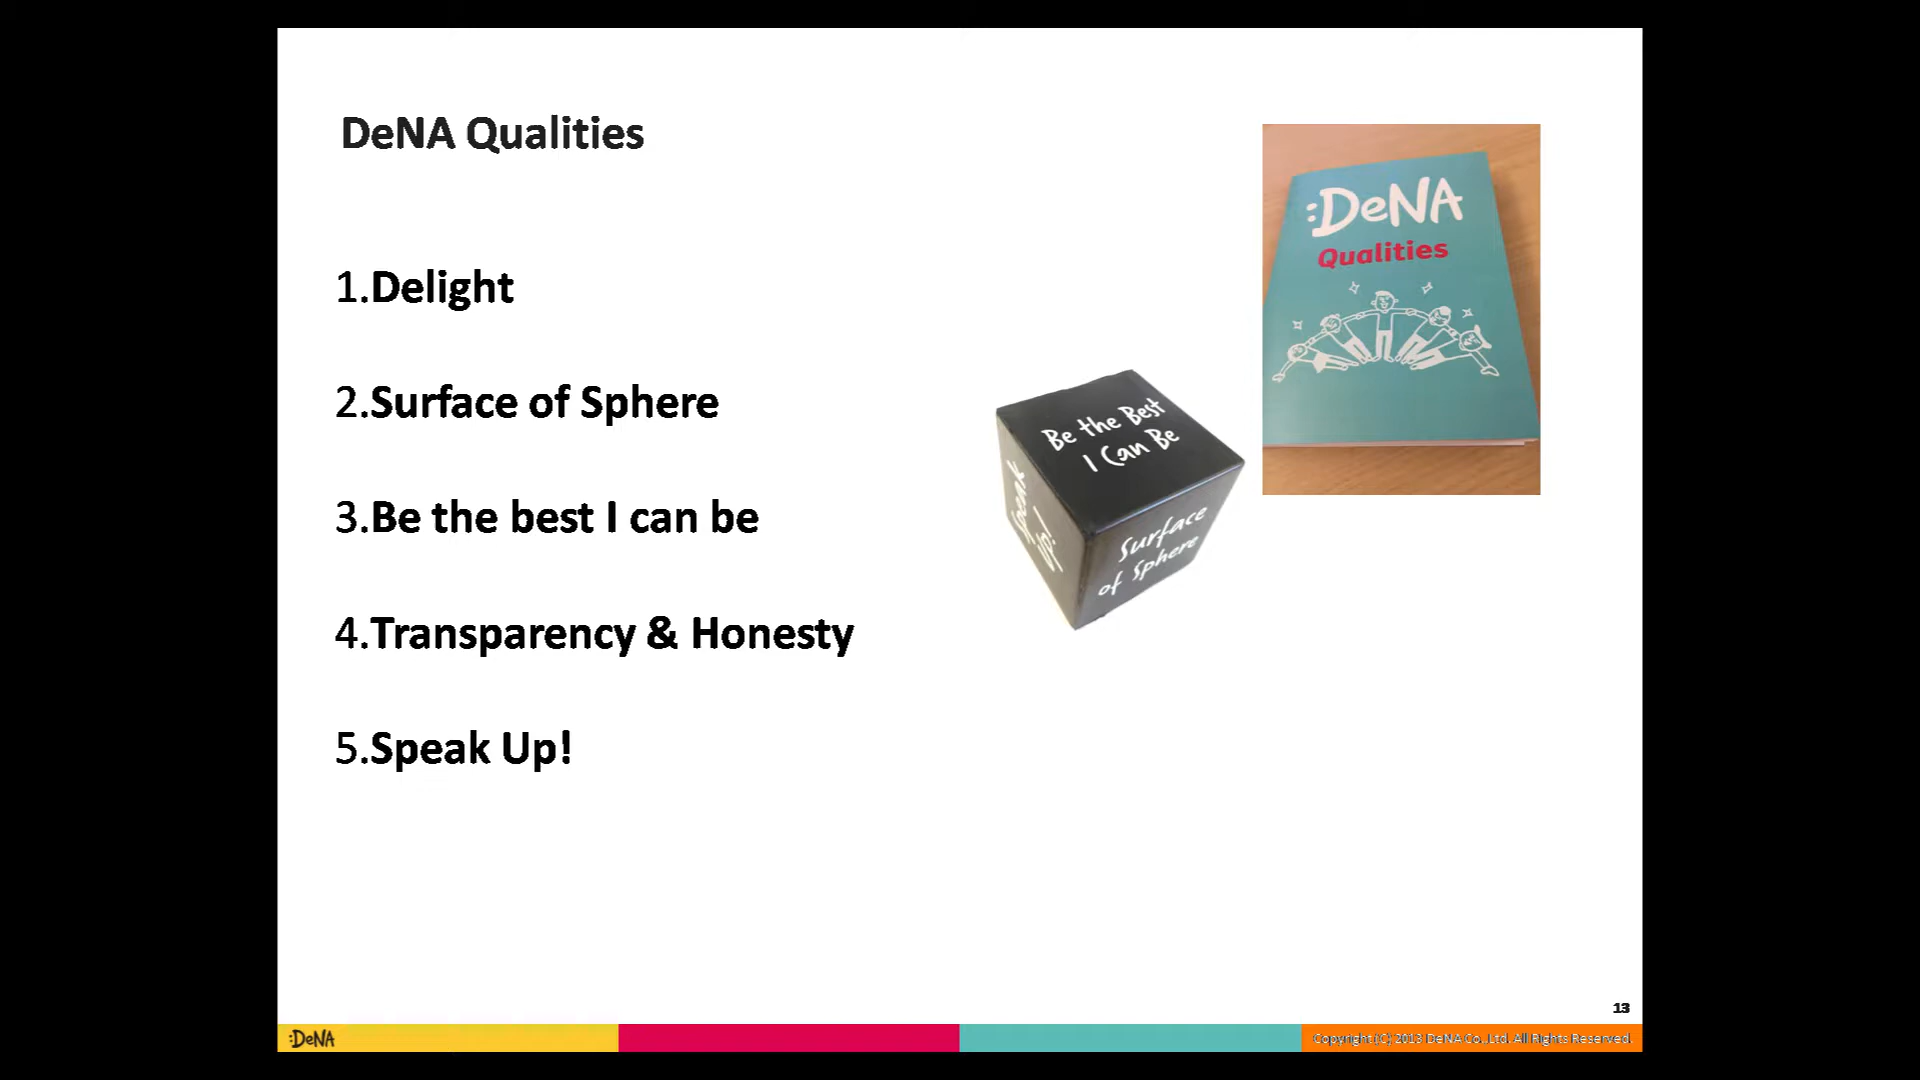 DeNA Qualities
1.Delight
2.Surface of Sphere
3.Be the best I can be
4.Transparency & Honesty
5.Speak Up!
Be the Best
I Can Be
Speak
Up!
Surface
of Sphere
:DeNA
Qualities
13
:DeNA
Copyright (C) 2013 DeNA Co.,Ltd. All Rights Reserved.